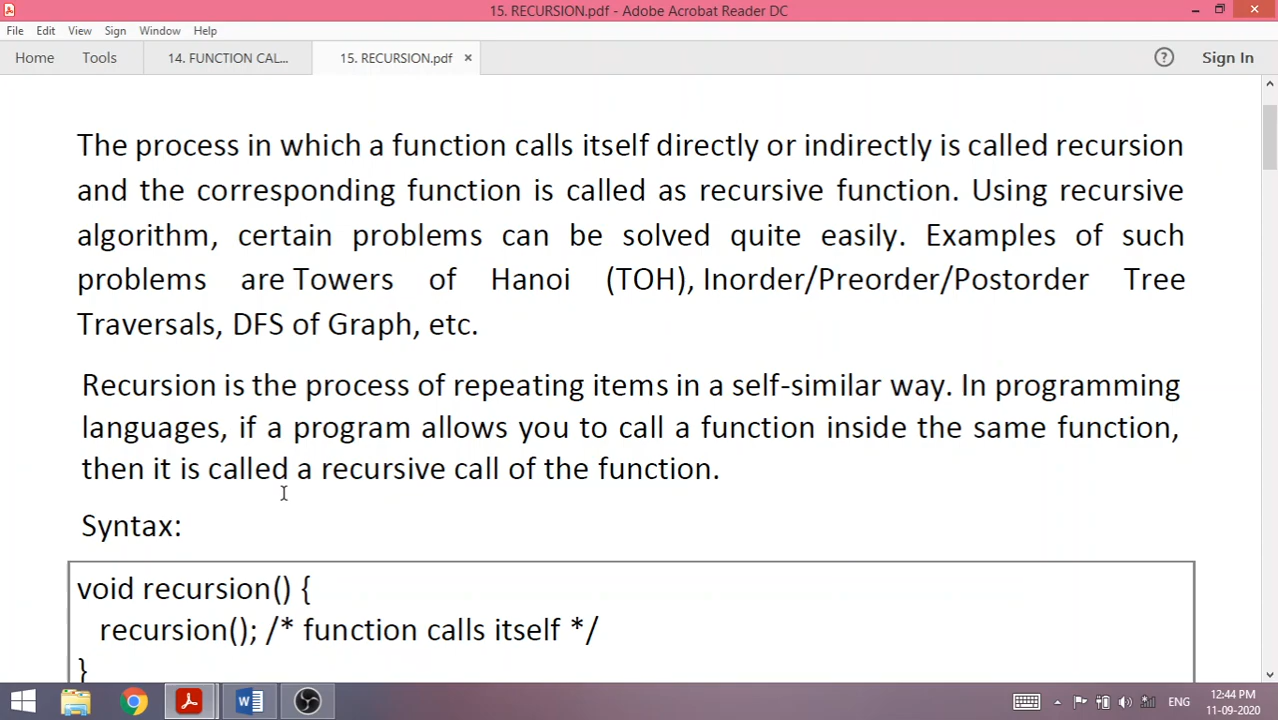 15. RECURSION.pdf - Adobe Acrobat Reader DC
File Edit View Sign Window Help
Home Tools 14. FUNCTION CAL... 15. RECURSION.pdf × ? Sign In
The process in which a function calls itself directly or indirectly is called recursion
and the corresponding function is called as recursive function. Using recursive
algorithm, certain problems can be solved quite easily. Examples of such
problems are Towers of Hanoi (TOH), Inorder/Preorder/Postorder Tree
Traversals, DFS of Graph, etc.
Recursion is the process of repeating items in a self-similar way. In programming
languages, if a program allows you to call a function inside the same function,
then it is called a recursive call of the function.
Syntax:
void recursion() {
recursion(); /* function calls itself */
}
ENG
12:44 PM
11-09-2020